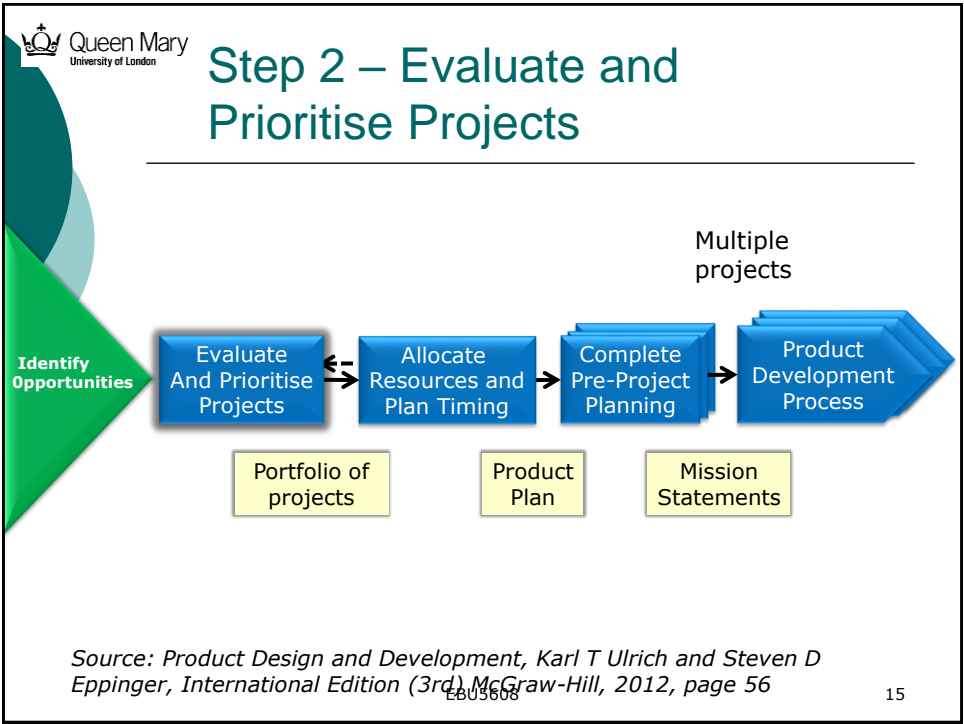 Queen Mary
University of London
Step 2 – Evaluate and
Prioritise Projects
Multiple
projects
Identify
Opportunities
Evaluate
And Prioritise
Projects
Allocate
Resources and
Plan Timing
Complete
Pre-Project
Planning
Product
Development
Process
Portfolio of
projects
Product
Plan
Mission
Statements
Source: Product Design and Development, Karl T Ulrich and Steven D
Eppinger, International Edition (3rd) McGraw-Hill, 2012, page 56
EBU5608
15